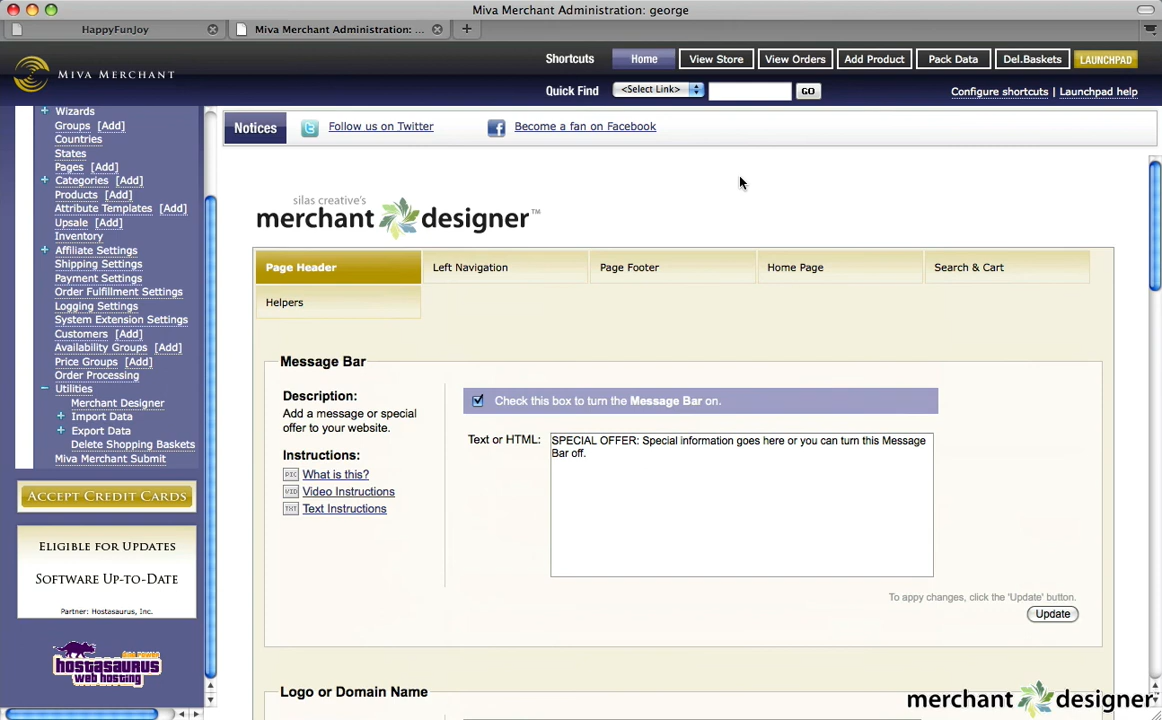 Miva Merchant Administration: george
HappyFunJoy
Miva Merchant Administration: ...
MIVA MERCHANT
Shortcuts
Home
View Store
View Orders
Add Product
Pack Data
Del.Baskets
LAUNCHPAD
Quick Find
<Select Link>
GO
Configure shortcuts | Launchpad help
Wizards
Groups [Add]
Countries
States
Pages [Add]
Categories [Add]
Products [Add]
Attribute Templates [Add]
Upsale [Add]
Inventory
Affiliate Settings
Shipping Settings
Payment Settings
Order Fulfillment Settings
Logging Settings
System Extension Settings
Customers [Add]
Availability Groups [Add]
Price Groups [Add]
Order Processing
Utilities
Merchant Designer
Import Data
Export Data
Delete Shopping Baskets
Miva Merchant Submit
ACCEPT CREDIT CARDS
ELIGIBLE FOR UPDATES
SOFTWARE UP-TO-DATE
Partner: Hostasaurus, Inc.
hostasaurus
web hosting
Notices
Follow us on Twitter
Become a fan on Facebook
silas creative's
merchant designer™
Page Header
Left Navigation
Page Footer
Home Page
Search & Cart
Helpers
Message Bar
Description:
Add a message or special
offer to your website.
Instructions:
PIC What is this?
VID Video Instructions
TXT Text Instructions
Check this box to turn the Message Bar on.
Text or HTML:
SPECIAL OFFER: Special information goes here or you can turn this Message
Bar off.
To appy changes, click the 'Update' button.
Update
Logo or Domain Name
merchant designer